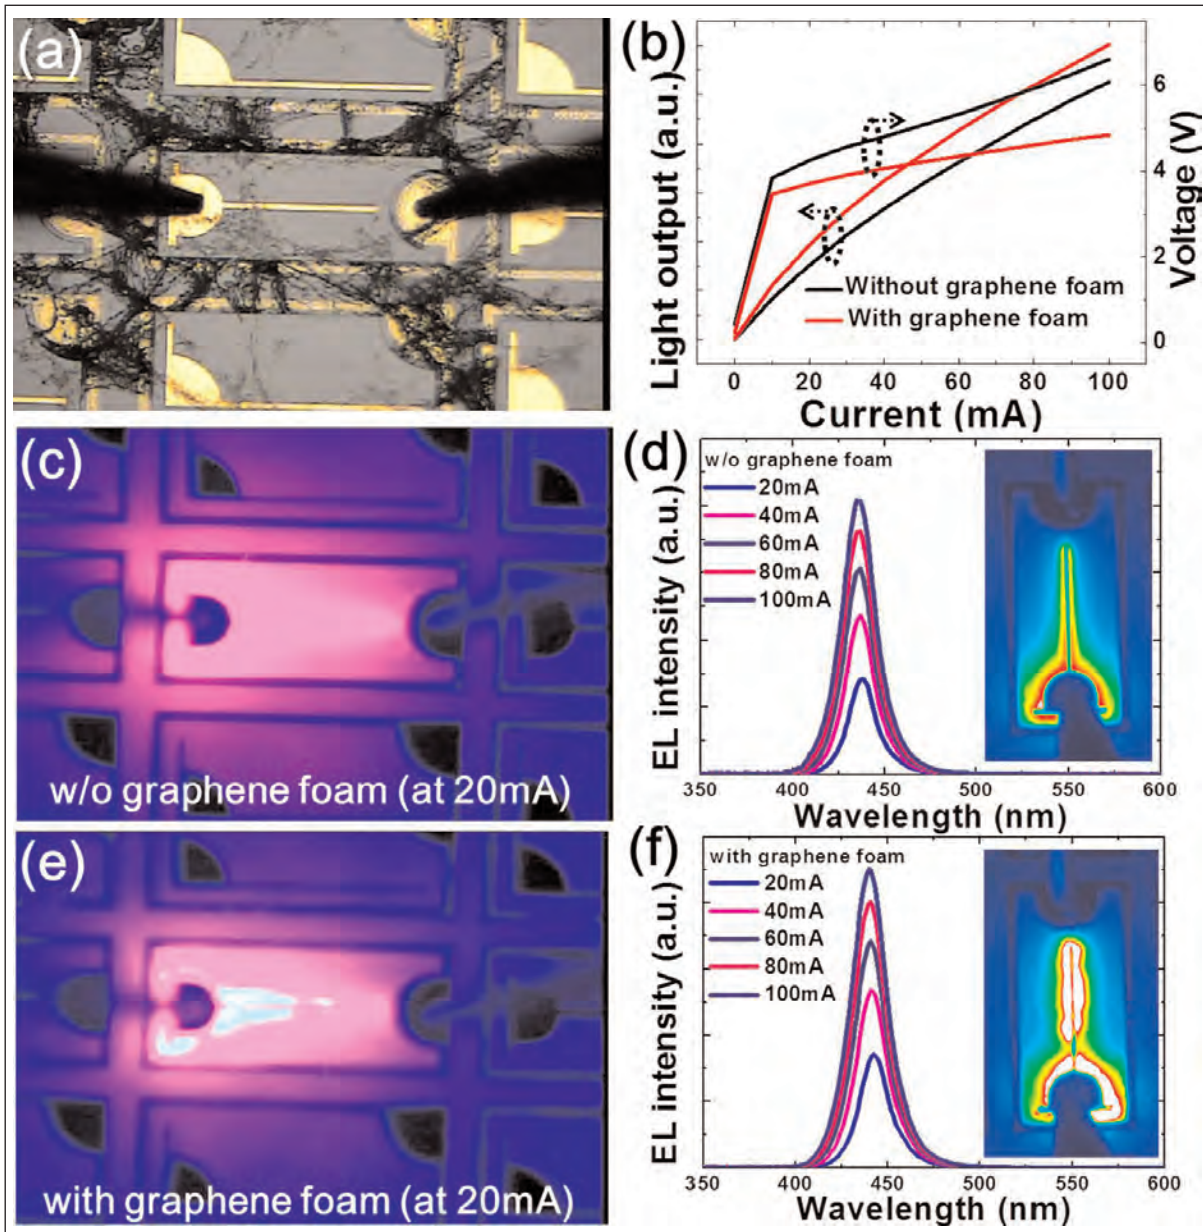 (a)
(b)
Light output (a.u.)
6
4
2
0
Voltage (V)
Without graphene foam
With graphene foam
0 20 40 60 80 100
Current (mA)
(c)
w/o graphene foam (at 20mA)
(d)
EL intensity (a.u.)
w/o graphene foam
20mA
40mA
60mA
80mA
100mA
350 400 450 500 550 600
Wavelength (nm)
(e)
with graphene foam (at 20mA)
(f)
EL intensity (a.u.)
with graphene foam
20mA
40mA
60mA
80mA
100mA
350 400 450 500 550 600
Wavelength (nm)